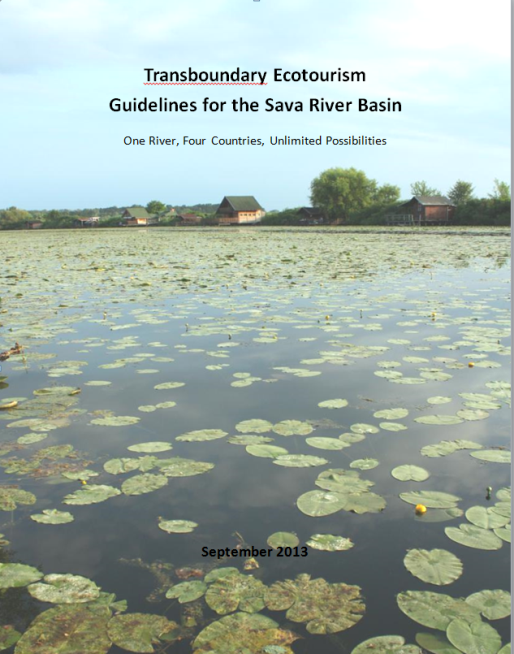 Transboundary Ecotourism
Guidelines for the Sava River Basin
One River, Four Countries, Unlimited Possibilities
September 2013